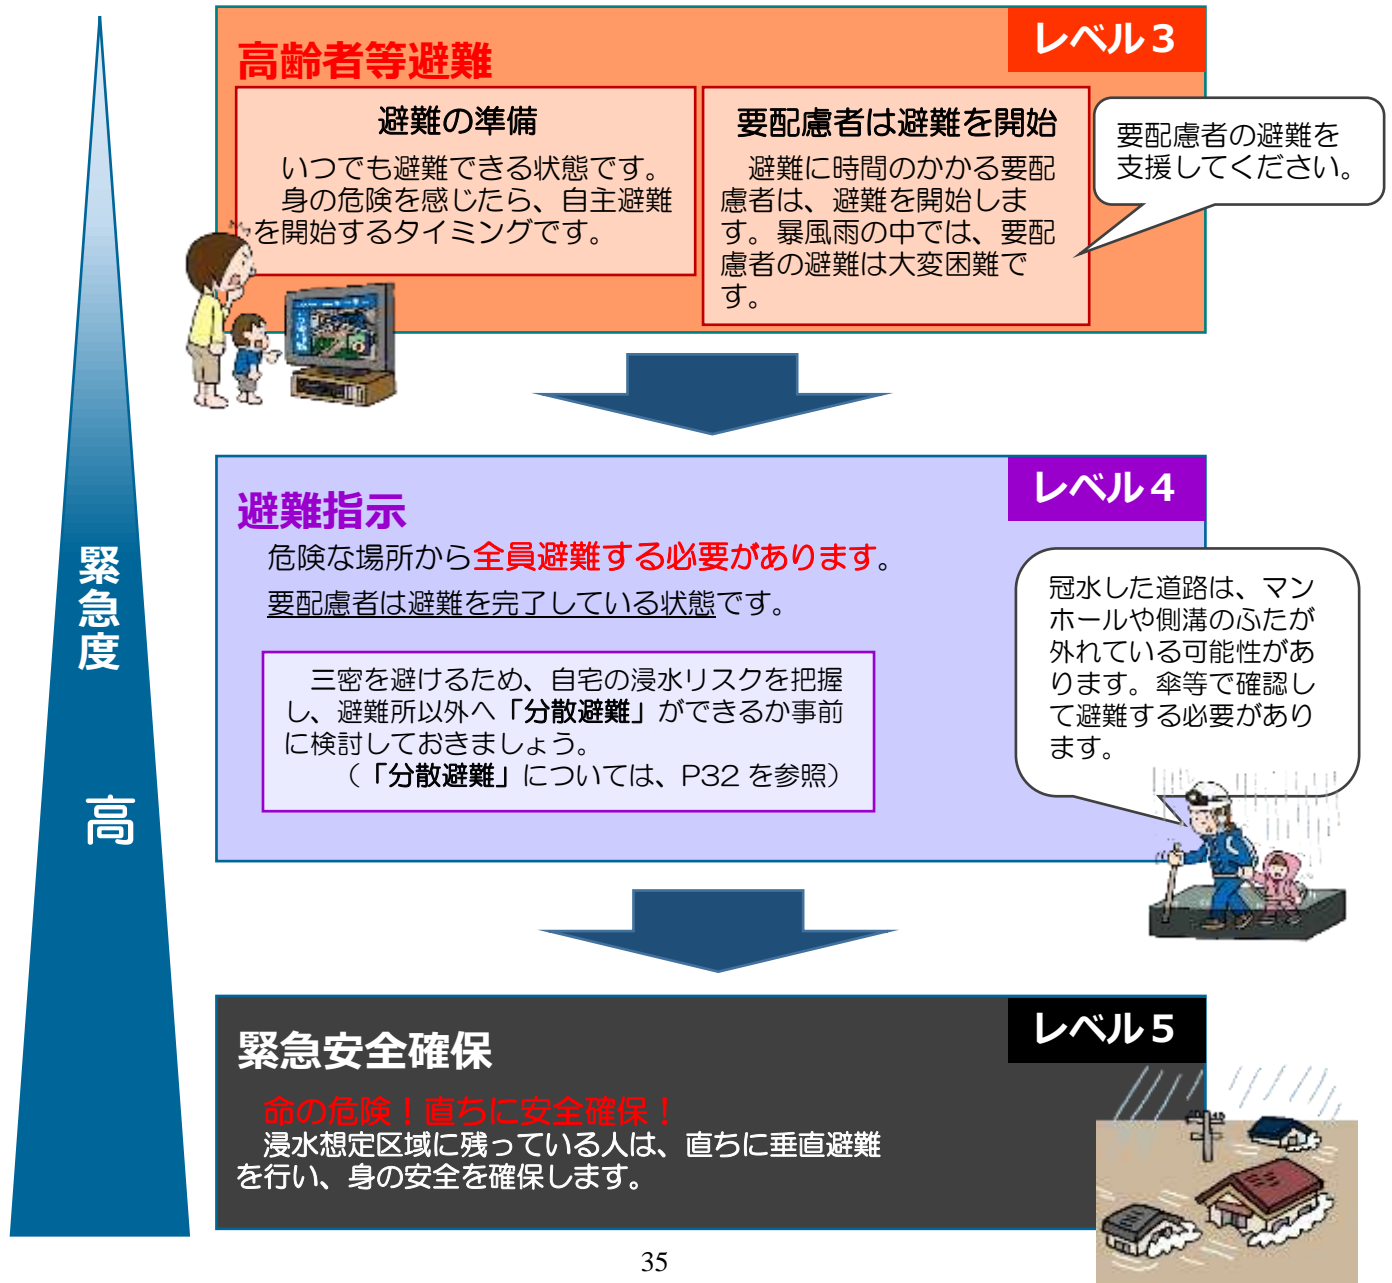 高齢者等避難
レベル3
避難の準備
いつでも避難できる状態です。
身の危険を感じたら、自主避難
を開始するタイミングです。
要配慮者は避難を開始
避難に時間のかかる要配
慮者は、避難を開始しま
す。暴風雨の中では、要配
慮者の避難は大変困難で
す。
要配慮者の避難を
支援してください。
避難指示
レベル4
危険な場所から全員避難する必要があります。
要配慮者は避難を完了している状態です。
三密を避けるため、自宅の浸水リスクを把握
し、避難所以外へ「分散避難」ができるか事前
に検討しておきましょう。
（「分散避難」については、P32 を参照）
冠水した道路は、マン
ホールや側溝のふたが
外れている可能性があ
ります。傘等で確認し
て避難する必要があり
ます。
緊急度
高
緊急安全確保
レベル5
命の危険！直ちに安全確保！
浸水想定区域に残っている人は、直ちに垂直避難
を行い、身の安全を確保します。
35